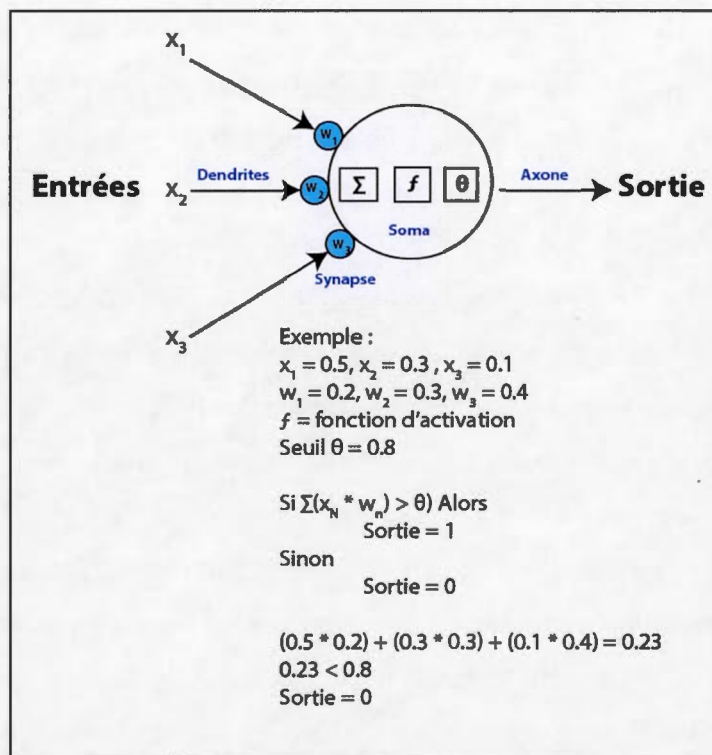 x₁
w₁
Entrées x₂ Dendrites w₂ Σ f θ Axone Sortie
Soma
w₃
Synapse
x₃
Exemple :
x₁ = 0.5, x₂ = 0.3 , x₃ = 0.1
w₁ = 0.2, w₂ = 0.3, w₃ = 0.4
f = fonction d'activation
Seuil θ = 0.8
Si Σ(x_N * w_n) > θ) Alors
Sortie = 1
Sinon
Sortie = 0
(0.5 * 0.2) + (0.3 * 0.3) + (0.1 * 0.4) = 0.23
0.23 < 0.8
Sortie = 0